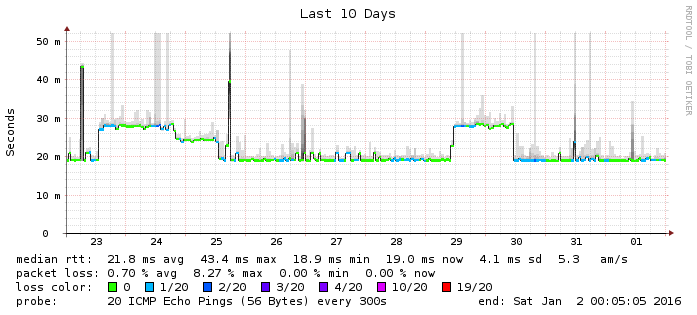 Last 10 Days
RRDTOOL / TOBI OETIKER
Seconds
50 m
40 m
30 m
20 m
10 m
0
23 24 25 26 27 28 29 30 31 01
median rtt: 21.8 ms avg 43.4 ms max 18.9 ms min 19.0 ms now 4.1 ms sd 5.3 am/s
packet loss: 0.70 % avg 8.27 % max 0.00 % min 0.00 % now
loss color: 0 1/20 2/20 3/20 4/20 10/20 19/20
probe: 20 ICMP Echo Pings (56 Bytes) every 300s end: Sat Jan 2 00:05:05 2016